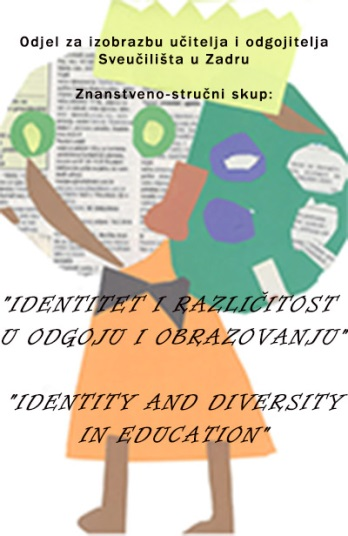 Odjel za izobrazbu učitelja i odgojitelja
Sveučilišta u Zadru
Znanstveno-stručni skup:
"IDENTITET I RAZLIČITOST
U ODGOJU I OBRAZOVANJU"
"IDENTITY AND DIVERSITY
IN EDUCATION"